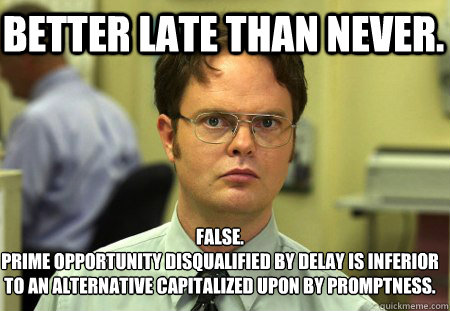 BETTER LATE THAN NEVER.
FALSE.
PRIME OPPORTUNITY DISQUALIFIED BY DELAY IS INFERIOR
TO AN ALTERNATIVE CAPITALIZED UPON BY PROMPTNESS.
quickmeme.com